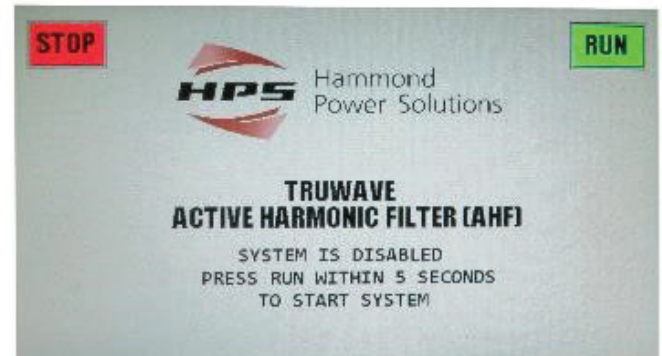 STOP
RUN
HPS
Hammond
Power Solutions
TRUWAVE
ACTIVE HARMONIC FILTER (AHF)
SYSTEM IS DISABLED
PRESS RUN WITHIN 5 SECONDS
TO START SYSTEM